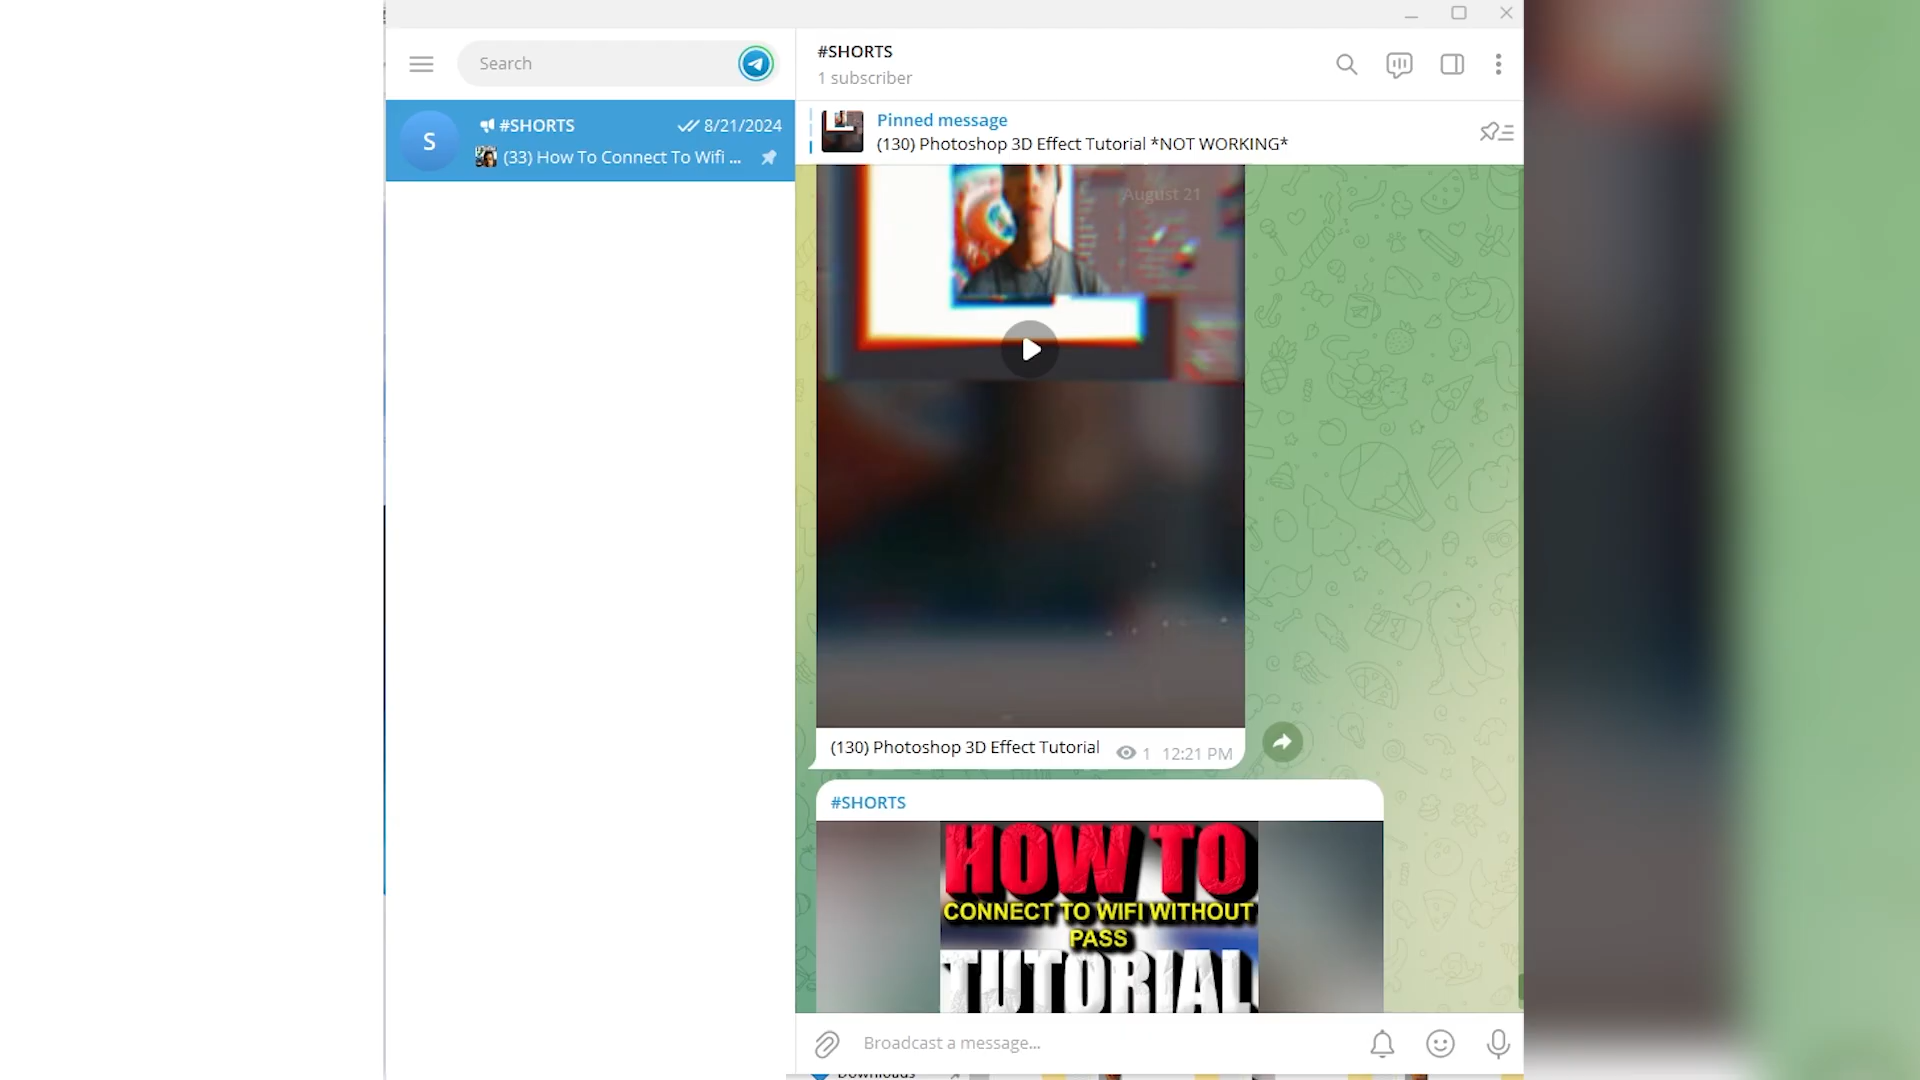 Search
#SHORTS
8/21/2024
(33) How To Connect To Wifi ...
S
#SHORTS
1 subscriber
Pinned message
(130) Photoshop 3D Effect Tutorial *NOT WORKING*
August 21
(130) Photoshop 3D Effect Tutorial
1 12:21 PM
#SHORTS
HOW TO
CONNECT TO WIFI WITHOUT
PASS
TUTORIAL
Broadcast a message...
Downloads